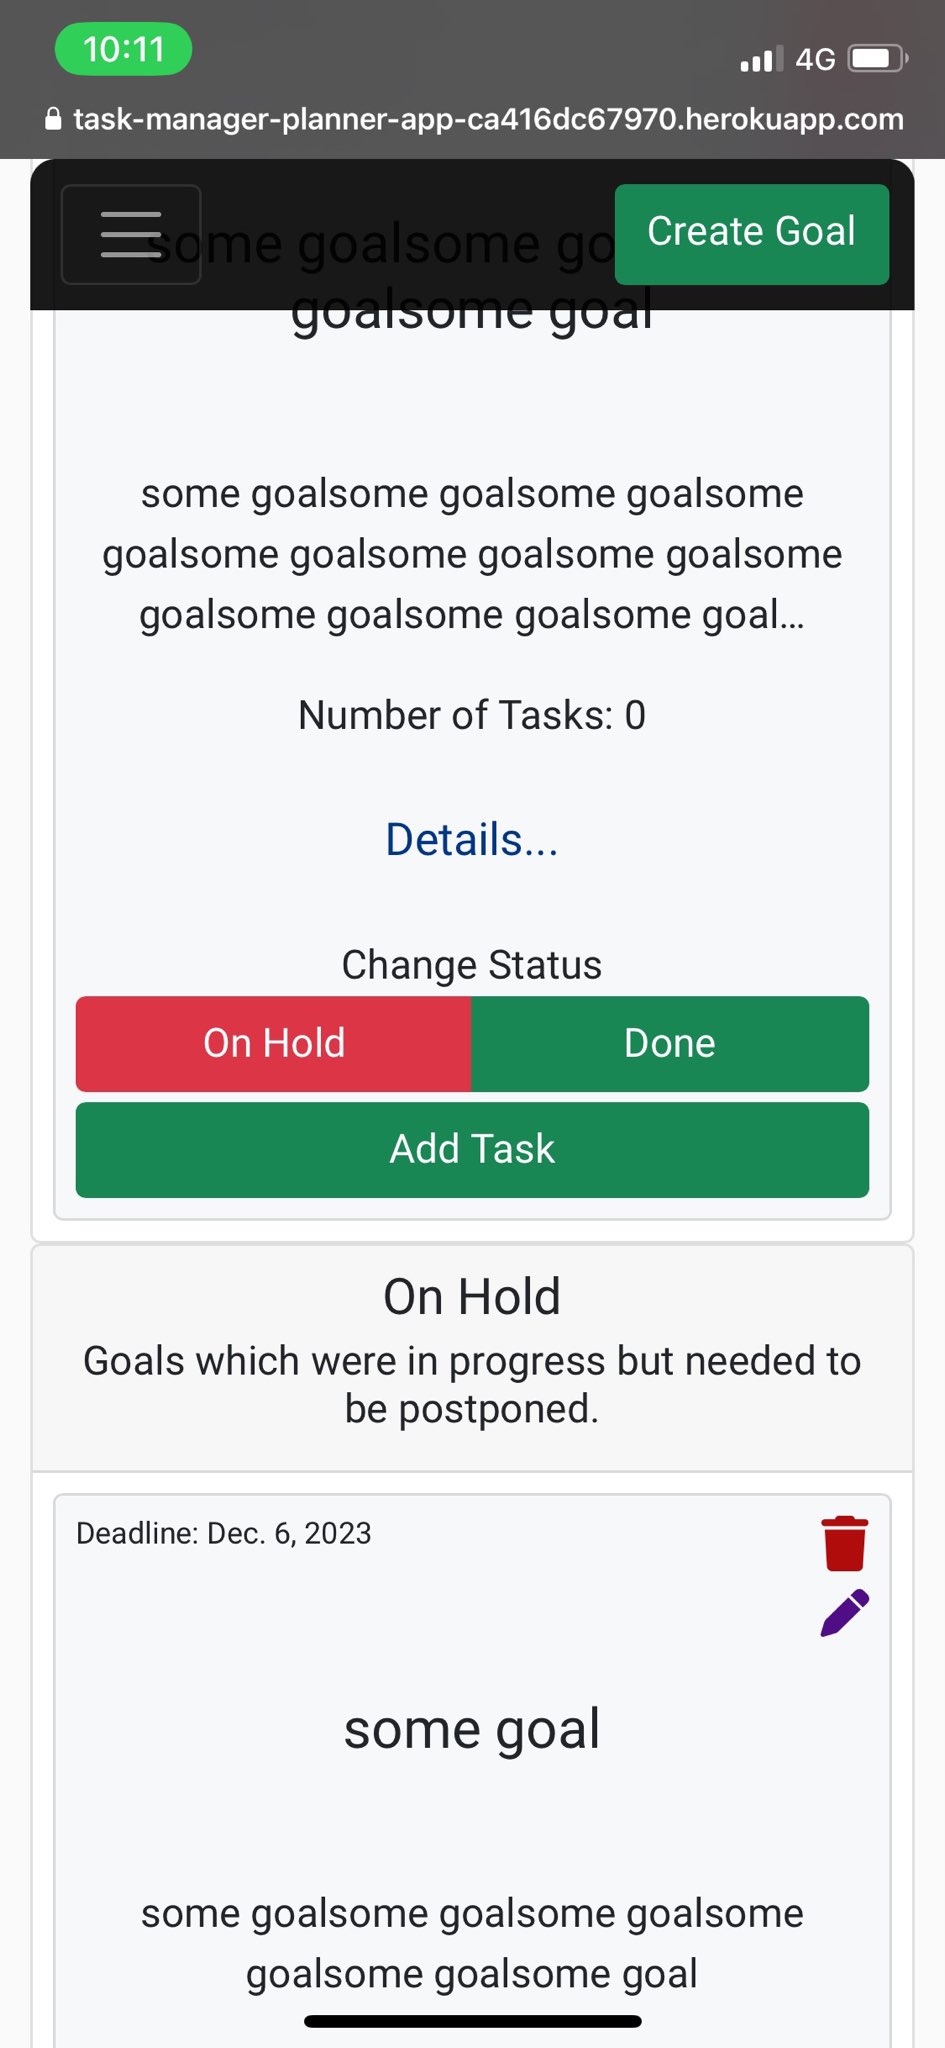 10:11
4G
task-manager-planner-app-ca416dc67970.herokuapp.com
Create Goal
some goalsome go
goalsome goal
some goalsome goalsome goalsome
goalsome goalsome goalsome goalsome
goalsome goalsome goalsome goal...
Number of Tasks: 0
Details...
Change Status
On Hold
Done
Add Task
On Hold
Goals which were in progress but needed to
be postponed.
Deadline: Dec. 6, 2023
some goal
some goalsome goalsome goalsome
goalsome goalsome goal